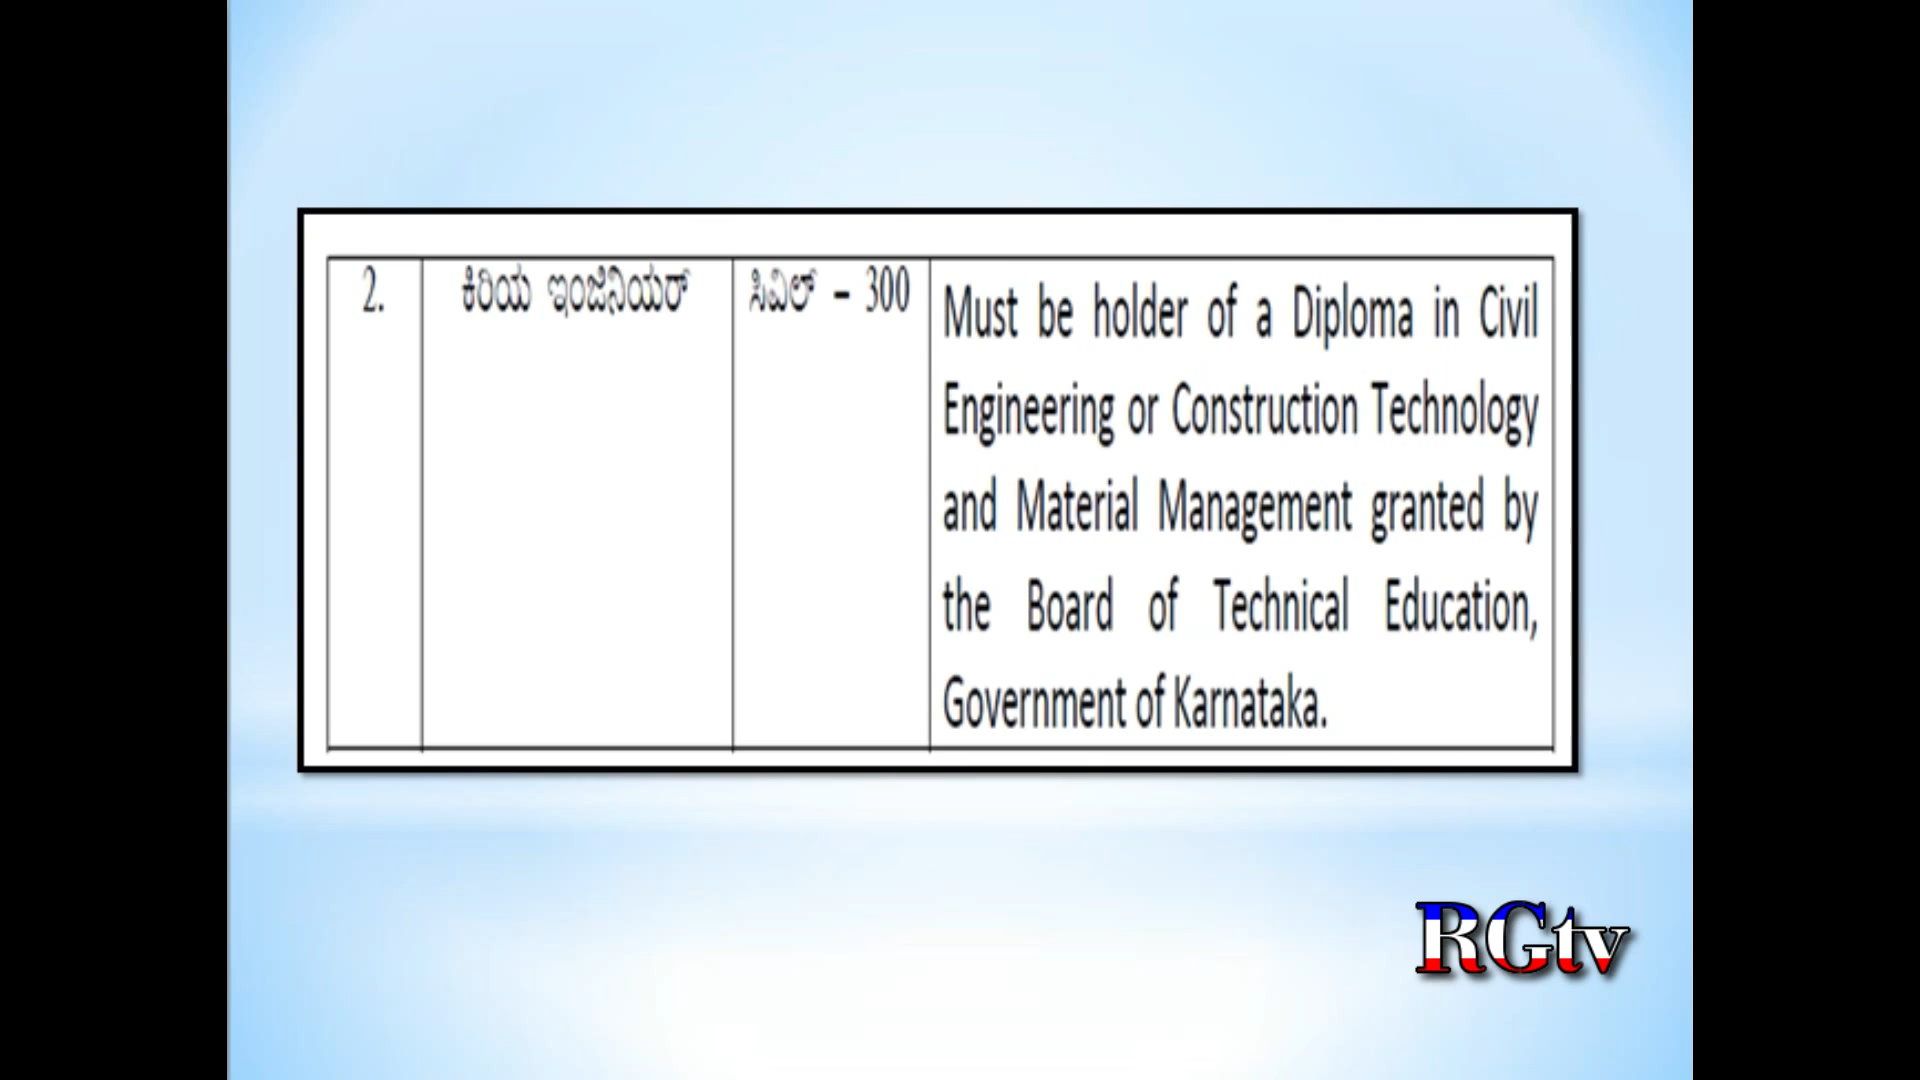 2. ಕಿರಿಯ ಇಂಜಿನಿಯರ್ ಸಿವಿಲ್ – 300
Must be holder of a Diploma in Civil
Engineering or Construction Technology
and Material Management granted by
the Board of Technical Education,
Government of Karnataka.
RGtv